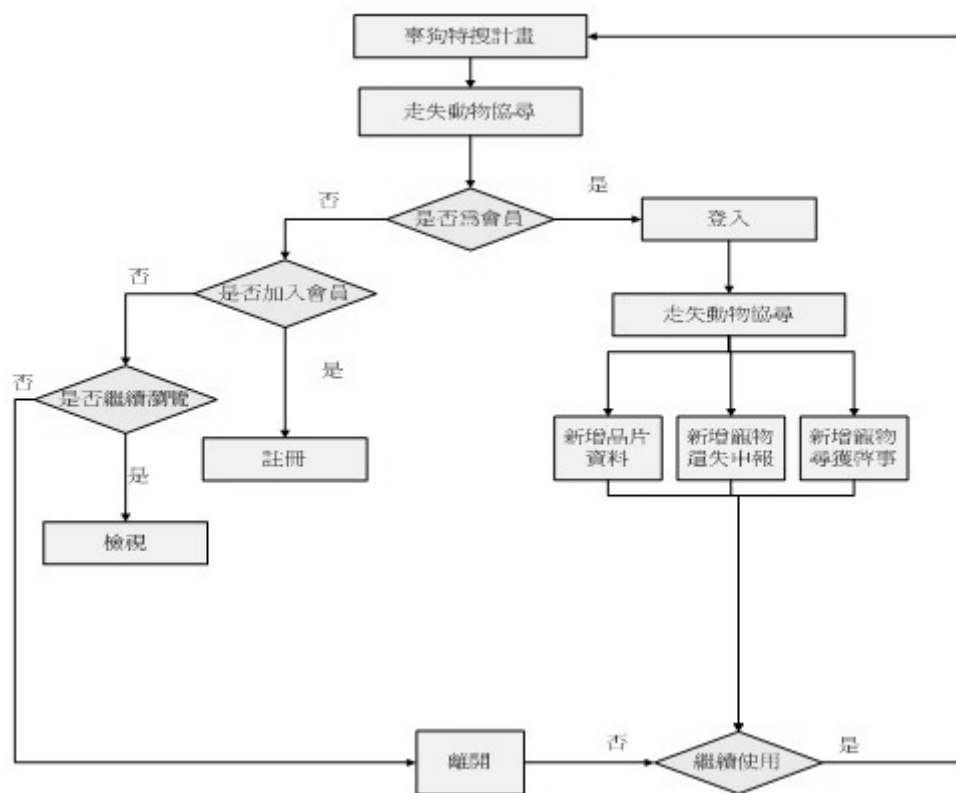 寧狗特搜計畫
走失動物協尋
是否為會員
是
否
登入
是否加入會員
否
走失動物協尋
是
否
是否繼續瀏覽
註冊
新增晶片
資料
新增寵物
遺失申報
新增寵物
尋獲啓事
是
檢視
離開
否
繼續使用
是